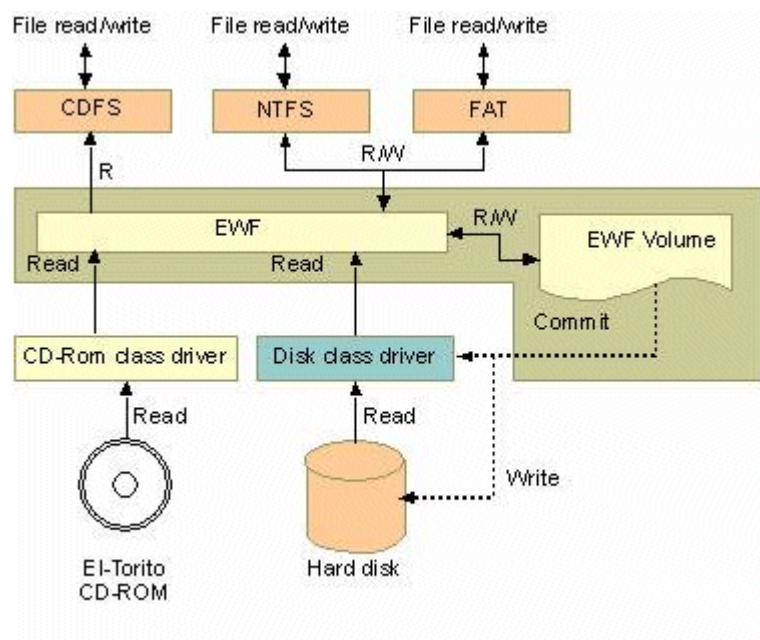 File read/write
File read/write
File read/write
CDFS
NTFS
FAT
R/W
R
EWF
R/W
EWF Volume
Read
Read
Commit
CD-Rom class driver
Disk class driver
Read
Read
Write
El-Torito
CD-ROM
Hard disk